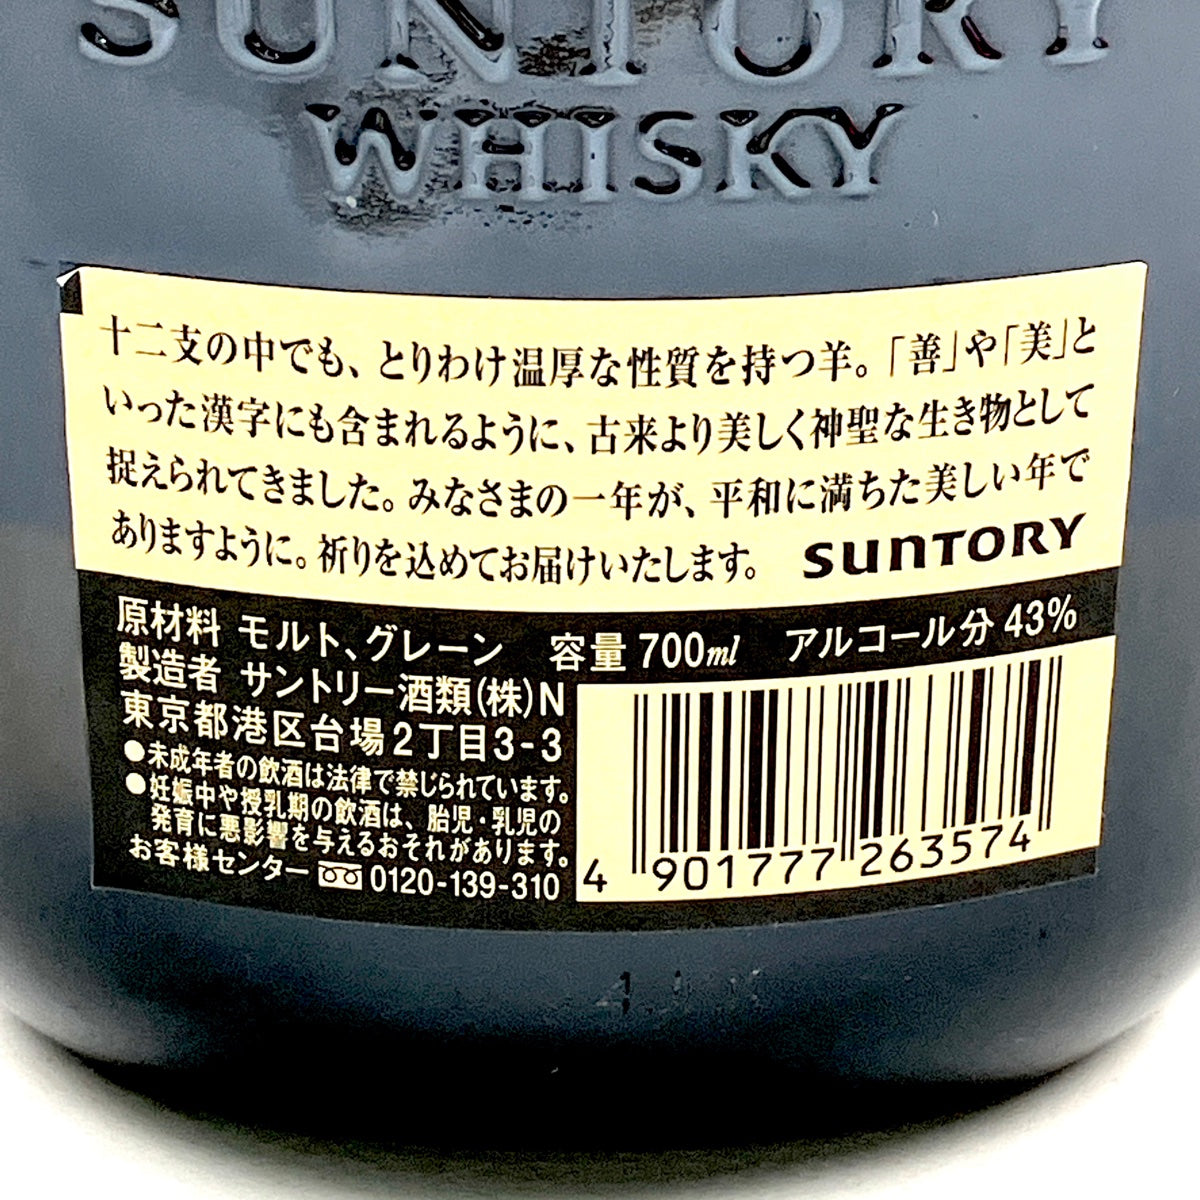 SUNTORY
WHISKY
十二支の中でも、とりわけ温厚な性質を持つ羊。「善」や「美」と
いった漢字にも含まれるように、古来より美しく神聖な生き物として
捉えられてきました。みなさまの一年が、平和に満ちた美しい年で
ありますように。祈りを込めてお届けいたします。 SUNTORY
原材料 モルト、グレーン 容量 700ml アルコール分 43%
製造者 サントリー酒類(株)N
東京都港区台場2丁目3-3
●未成年者の飲酒は法律で禁じられています。
●妊娠中や授乳期の飲酒は、胎児・乳児の
発育に悪影響を与えるおそれがあります。
お客様センター 0120-139-310
4 901777 263574